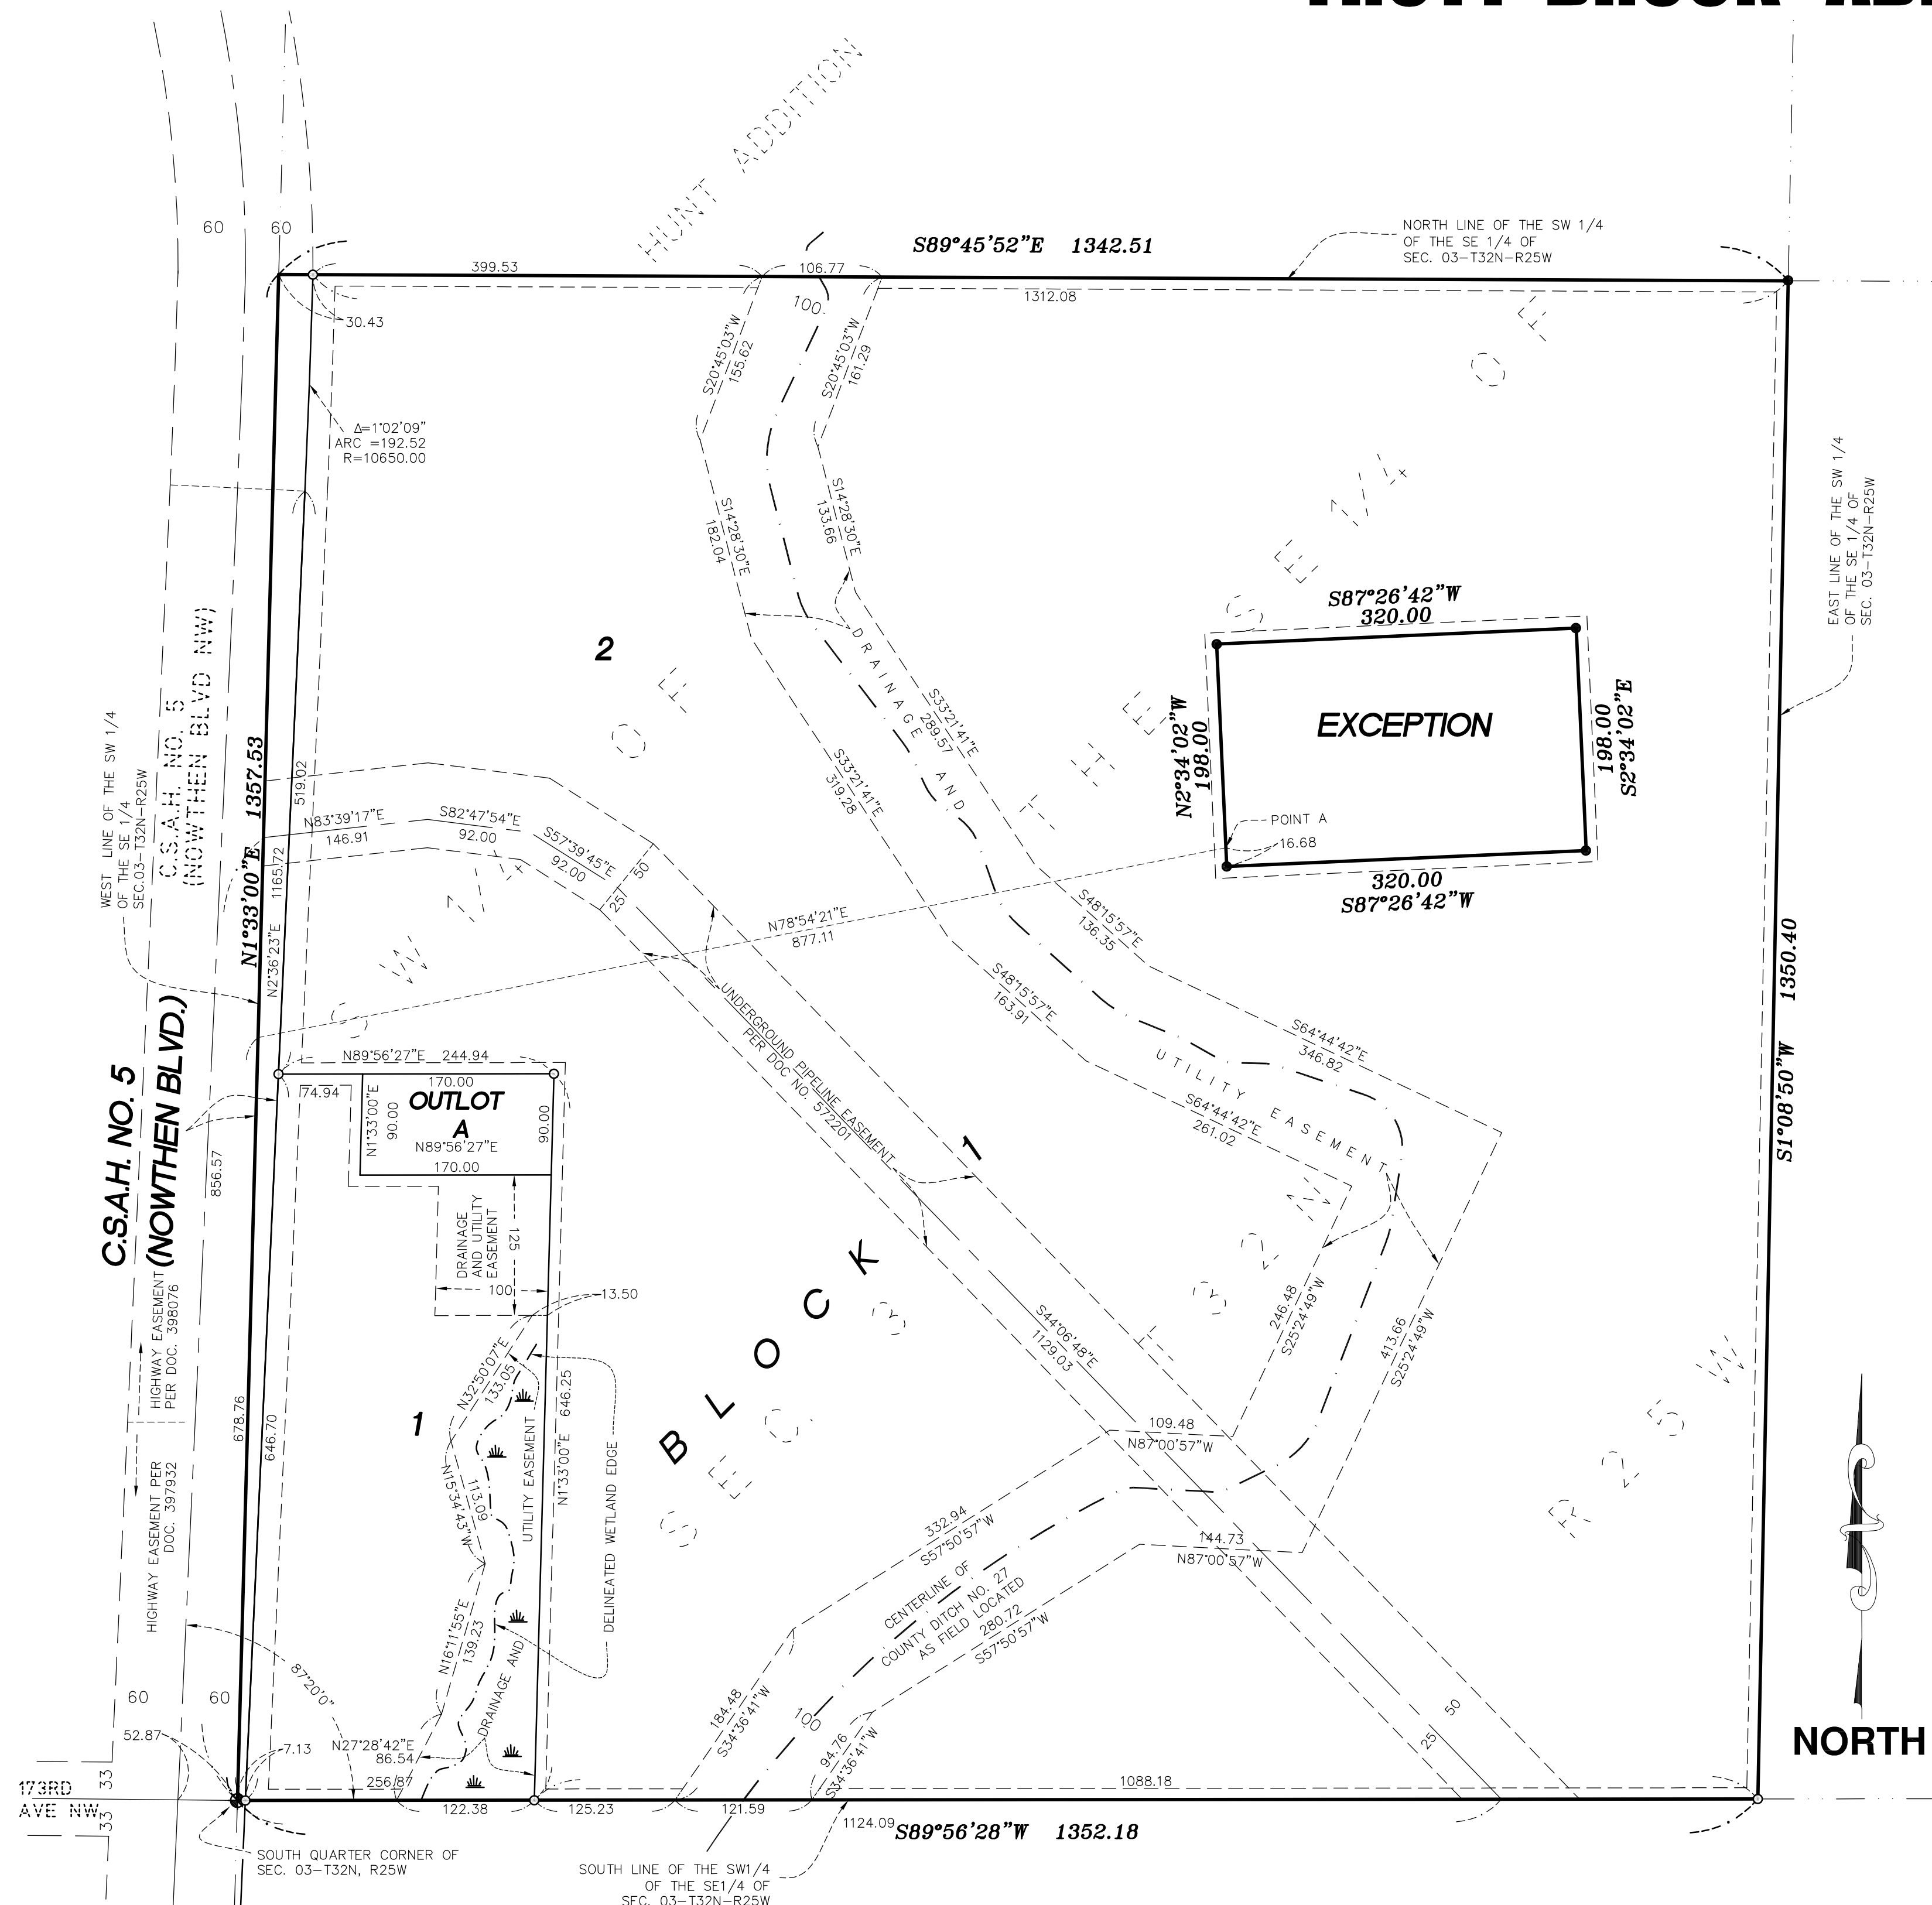 60
60
HUNT ADDITION
399.53
106.77
S89°45'52"E 1342.51
NORTH LINE OF THE SW 1/4
OF THE SE 1/4 OF
SEC. 03-T32N-R25W
1312.08
30.43
100
S20°45'03"W
155.62
S20°45'03"W
161.29
Δ=1°02'09"
ARC =192.52
R=10650.00
S14°28'30"E
182.04
S14°28'30"E
133.66
EAST LINE OF THE SW 1/4
OF THE SE 1/4 OF
SEC. 03-T32N-R25W
2
S87°26'42"W
320.00
EXCEPTION
N2°34'02"W
198.00
198.00
S2°34'02"E
POINT A
16.68
320.00
S87°26'42"W
DRAINAGE AND
UTILITY EASEMENT
S33°21'41"E
289.57
S33°21'41"E
319.28
WEST LINE OF THE SW 1/4
OF THE SE 1/4
SEC.03-T32N-R25W
C.S.A.H. NO. 5
(NOWTHEN BLVD NW)
N1°33'00"E 1357.53
519.02
N2°36'23"E 1165.72
N83°39'17"E
146.91
S82°47'54"E
92.00
S57°39'45"E
92.00
50
25
N78°54'21"E
877.11
S48°15'57"E
136.35
S48°15'57"E
163.91
S64°44'42"E
346.82
S64°44'42"E
261.02
S1°08'50"W 1350.40
UNDERGROUND PIPELINE EASEMENT
PER DOC NO. 572201
SW 1/4 OF THE SE 1/4 OF
SEC. 3 T 32 N R 25 W
C.S.A.H. NO. 5
(NOWTHEN BLVD.)
N89°56'27"E 244.94
170.00
74.94
OUTLOT
A
N1°33'00"E
90.00
90.00
N89°56'27"E
170.00
856.57
DRAINAGE
AND UTILITY
EASEMENT
125
100
13.50
BLOCK 1
HIGHWAY EASEMENT
PER DOC. 398076
HIGHWAY EASEMENT PER
DOC. 397932
678.76
646.70
1
N32°50'07"E
133.05
N15°34'43"W
113.09
N16°11'55"E
139.23
N27°28'42"E
86.54
DRAINAGE AND
UTILITY EASEMENT
N1°33'00"E 646.25
DELINEATED WETLAND EDGE
S44°06'48"E
1129.03
246.48
S25°24'49"W
413.66
S25°24'49"W
109.48
N87°00'57"W
144.73
N87°00'57"W
332.94
S57°50'57"W
CENTERLINE OF
COUNTY DITCH NO. 27
AS FIELD LOCATED
280.72
S57°50'57"W
184.48
S34°36'41"W
100
94.76
S34°36'41"W
50
25
87°20'0"
60
60
52.87
7.13
256.87
122.38
125.23
121.59
1088.18
1124.09
S89°56'28"W 1352.18
173RD
AVE NW
33
33
SOUTH QUARTER CORNER OF
SEC. 03-T32N, R25W
SOUTH LINE OF THE SW1/4
OF THE SE1/4 OF
SEC. 03-T32N-R25W
NORTH